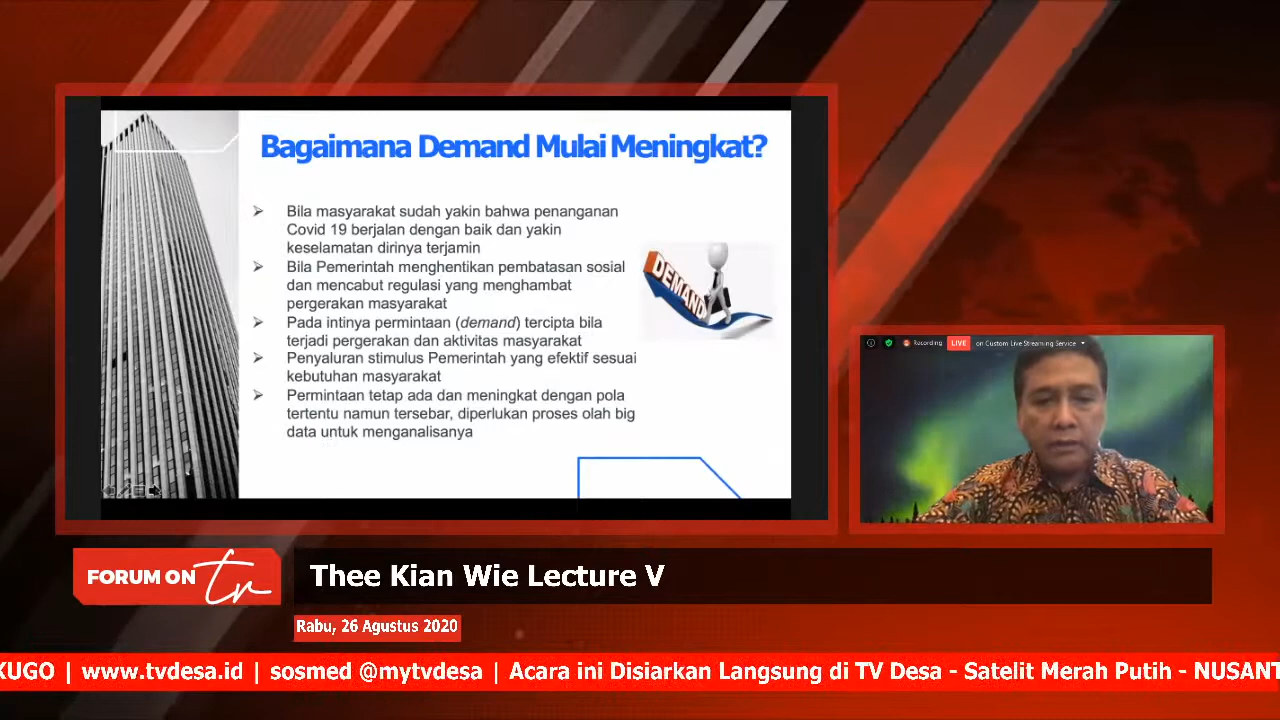 Bagaimana Demand Mulai Meningkat?
Bila masyarakat sudah yakin bahwa penanganan
Covid 19 berjalan dengan baik dan yakin
keselamatan dirinya terjamin
Bila Pemerintah menghentikan pembatasan sosial
dan mencabut regulasi yang menghambat
pergerakan masyarakat
Pada intinya permintaan (demand) tercipta bila
terjadi pergerakan dan aktivitas masyarakat
Penyaluran stimulus Pemerintah yang efektif sesuai
kebutuhan masyarakat
Permintaan tetap ada dan meningkat dengan pola
tertentu namun tersebar, diperlukan proses olah big
data untuk menganalisanya
DEMAND
Recording LIVE on Custom Live Streaming Service
FORUM ON tr
Thee Kian Wie Lecture V
Rabu, 26 Agustus 2020
KUGO | www.tvdesa.id | sosmed @mytvdesa | Acara ini Disiarkan Langsung di TV Desa - Satelit Merah Putih - NUSANT